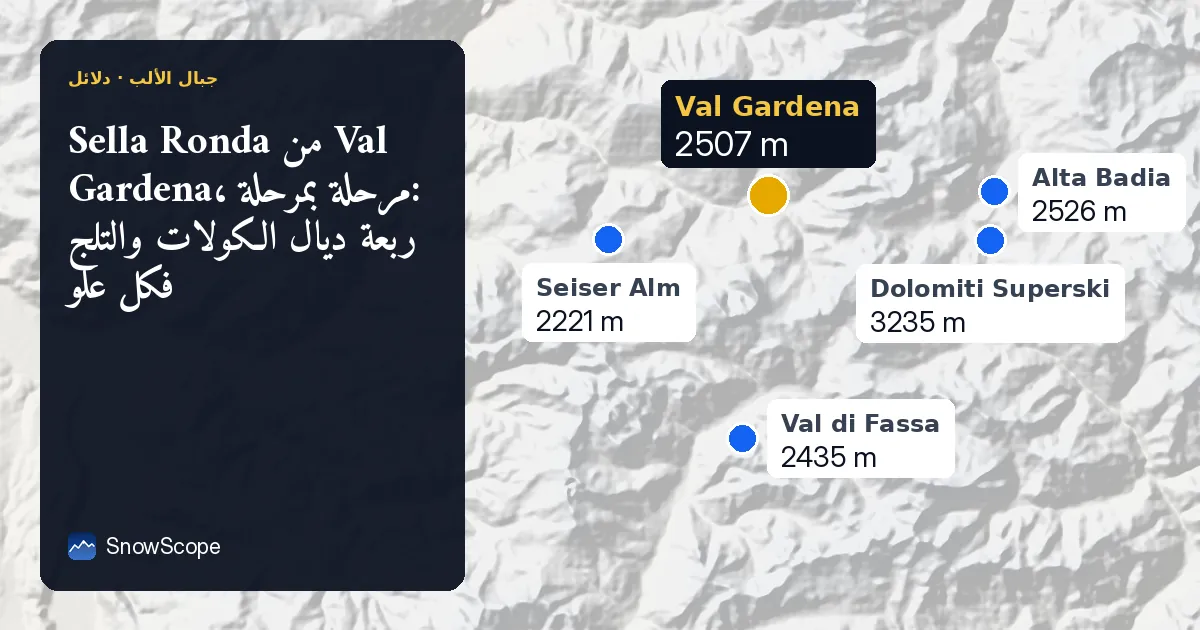 جبال الألب · دلائل
Sella Ronda من Val
Gardena، مرحلة بمرحلة:
ربعة ديال الكولات والتلج
فكل علو
SnowScope
Val Gardena
2507 m
Alta Badia
2526 m
Seiser Alm
2221 m
Dolomiti Superski
3235 m
Val di Fassa
2435 m